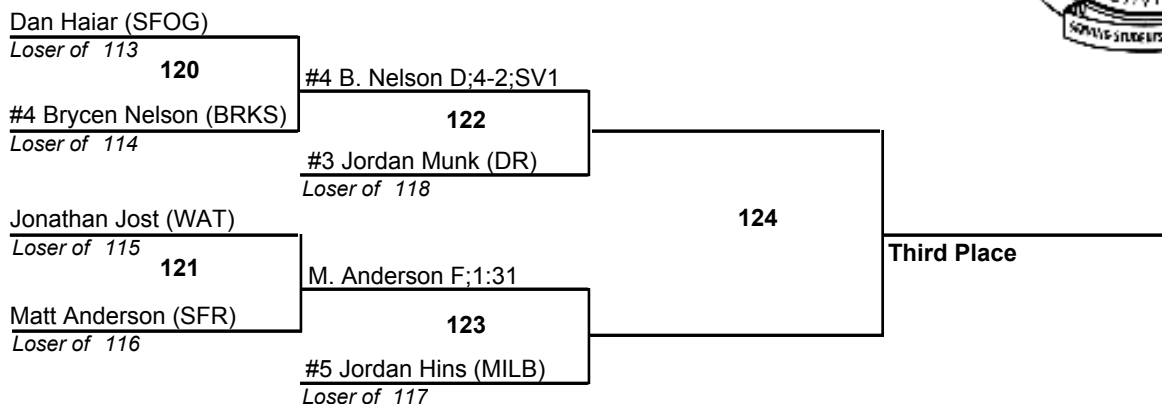 Dan Haiar (SFOG)
Loser of 113
120
#4 B. Nelson D;4-2;SV1
#4 Brycen Nelson (BRKS)
Loser of 114
122
#3 Jordan Munk (DR)
Loser of 118
Jonathan Jost (WAT)
Loser of 115
121
M. Anderson F;1:31
Matt Anderson (SFR)
Loser of 116
123
#5 Jordan Hins (MILB)
Loser of 117
124
Third Place
SERVING STUDENTS